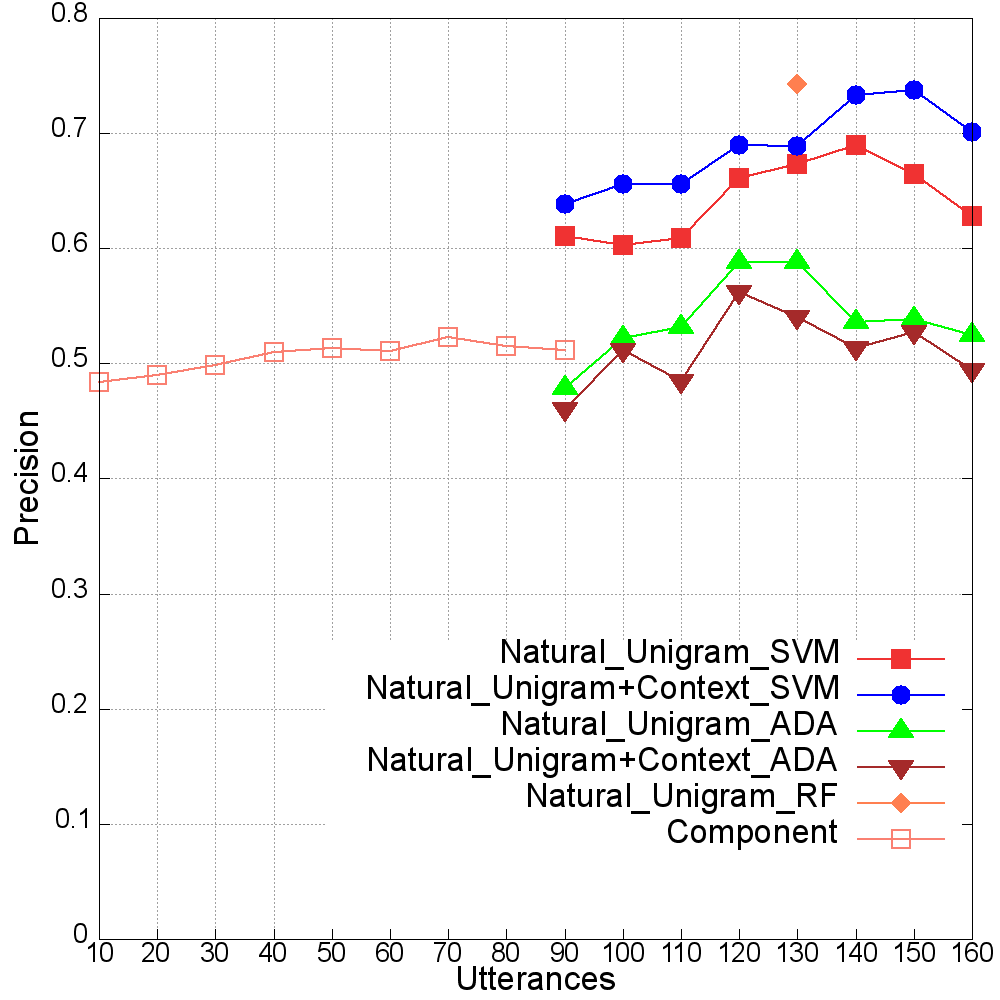 0.8
0.7
0.6
0.5
0.4
0.3
0.2
0.1
0
Precision
Natural_Unigram_SVM
Natural_Unigram+Context_SVM
Natural_Unigram_ADA
Natural_Unigram+Context_ADA
Natural_Unigram_RF
Component
10 20 30 40 50 60 70 80 90 100 110 120 130 140 150 160
Utterances